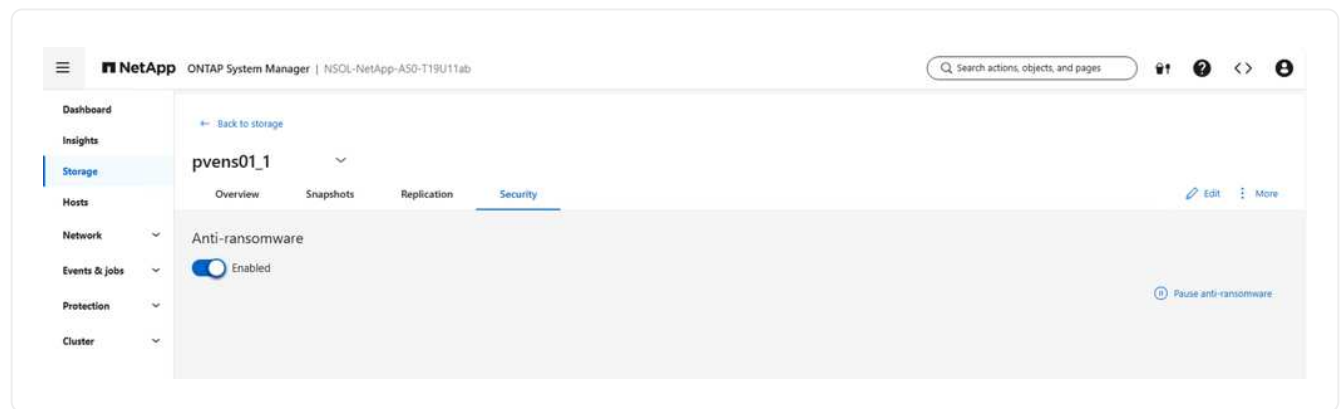 NetApp ONTAP System Manager | NSOL-NetApp-A50-T19U11ab
Search actions, objects, and pages
Dashboard
Insights
Storage
Hosts
Network
Events & jobs
Protection
Cluster
← Back to storage
pvens01_1
Overview Snapshots Replication Security
Edit More
Anti-ransomware
Enabled
Pause anti-ransomware